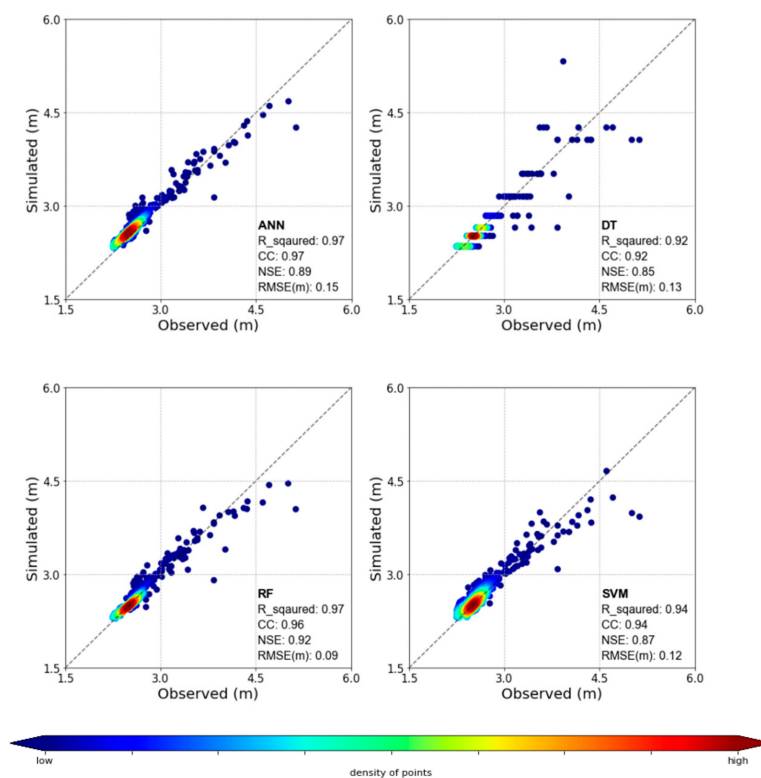 6.0
4.5
3.0
1.5
Simulated (m)
ANN
R_sqaured: 0.97
CC: 0.97
NSE: 0.89
RMSE(m): 0.15
1.5 3.0 4.5 6.0
Observed (m)
6.0
4.5
3.0
1.5
Simulated (m)
DT
R_sqaured: 0.92
CC: 0.92
NSE: 0.85
RMSE(m): 0.13
1.5 3.0 4.5 6.0
Observed (m)
6.0
4.5
3.0
1.5
Simulated (m)
RF
R_sqaured: 0.97
CC: 0.96
NSE: 0.92
RMSE(m): 0.09
1.5 3.0 4.5 6.0
Observed (m)
6.0
4.5
3.0
1.5
Simulated (m)
SVM
R_sqaured: 0.94
CC: 0.94
NSE: 0.87
RMSE(m): 0.12
1.5 3.0 4.5 6.0
Observed (m)
low high
density of points